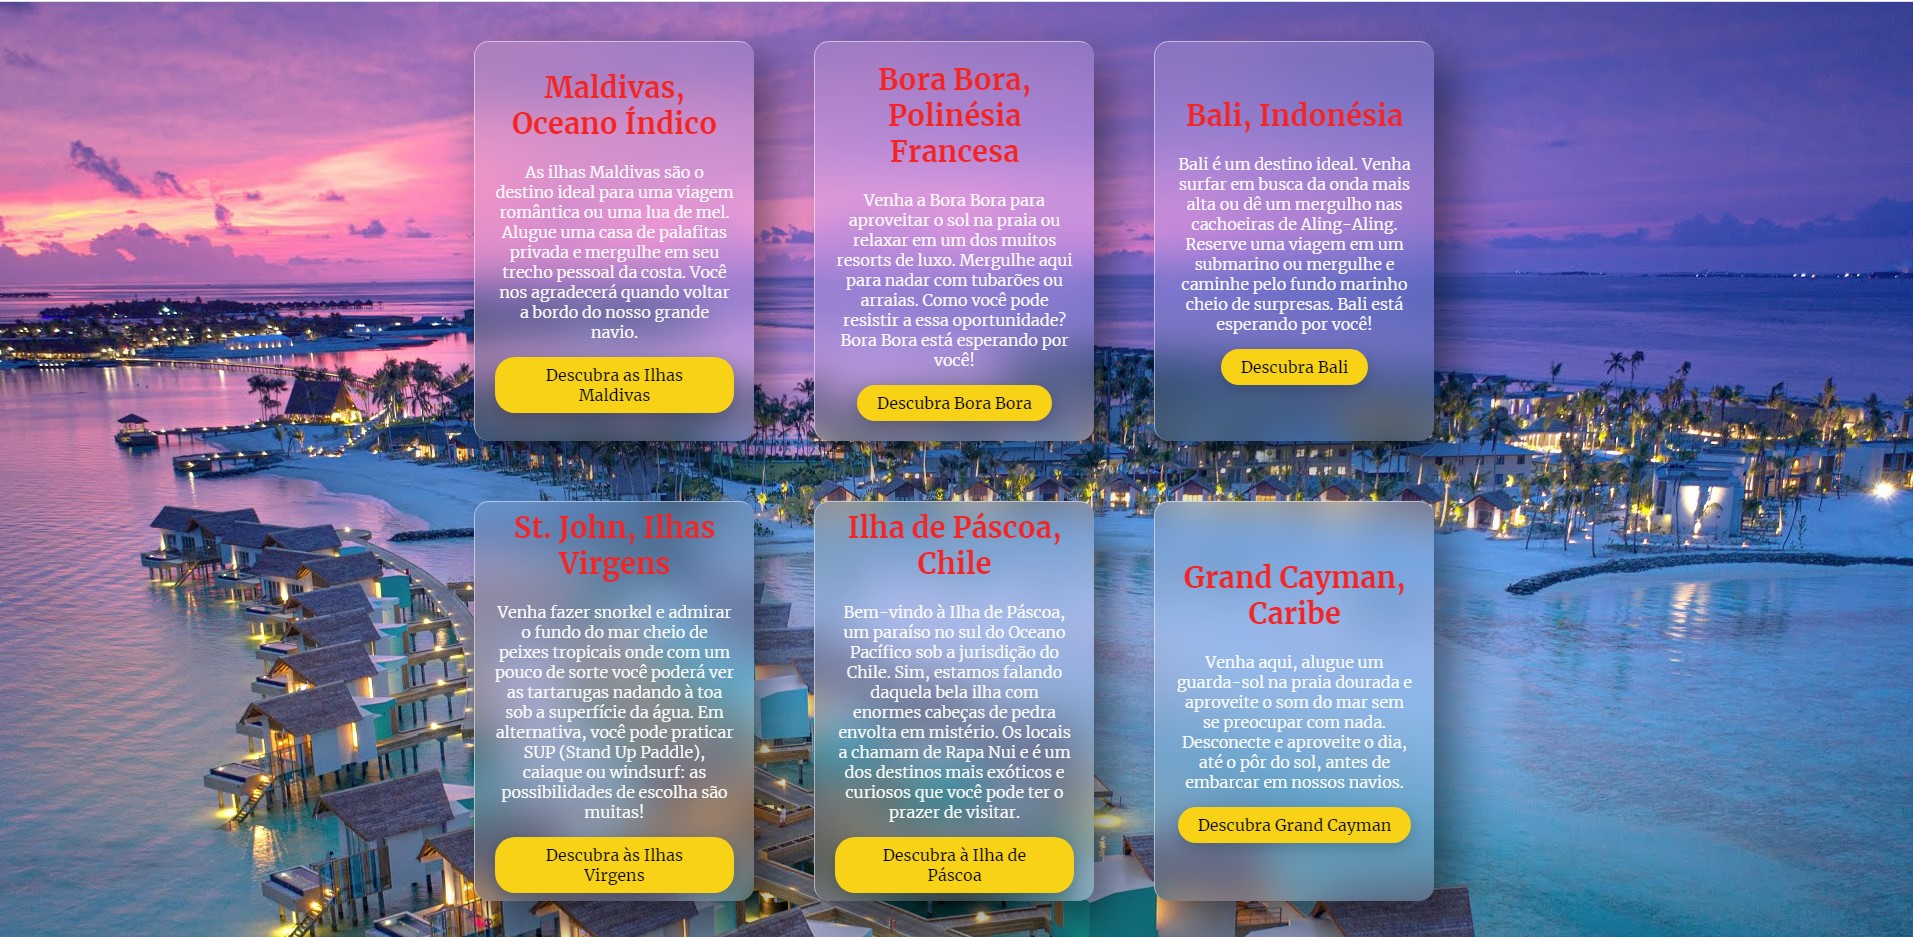 Maldivas,
Oceano Índico
As ilhas Maldivas são o
destino ideal para uma viagem
romântica ou uma lua de mel.
Alugue uma casa de palafitas
privada e mergulhe em seu
trecho pessoal da costa. Você
nos agradecerá quando voltar
a bordo do nosso grande
navio.
Descubra as Ilhas
Maldivas
Bora Bora,
Polinésia
Francesa
Venha a Bora Bora para
aproveitar o sol na praia ou
relaxar em um dos muitos
resorts de luxo. Mergulhe aqui
para nadar com tubarões ou
arraias. Como você pode
resistir a essa oportunidade?
Bora Bora está esperando por
você!
Descubra Bora Bora
Bali, Indonésia
Bali é um destino ideal. Venha
surfar em busca da onda mais
alta ou dê um mergulho nas
cachoeiras de Aling-Aling.
Reserve uma viagem em um
submarino ou mergulhe e
caminhe pelo fundo marinho
cheio de surpresas. Bali está
esperando por você!
Descubra Bali
St. John, Ilhas
Virgens
Venha fazer snorkel e admirar
o fundo do mar cheio de
peixes tropicais onde com um
pouco de sorte você poderá ver
as tartarugas nadando à toa
sob a superfície da água. Em
alternativa, você pode praticar
SUP (Stand Up Paddle),
caiaque ou windsurf: as
possibilidades de escolha são
muitas!
Descubra às Ilhas
Virgens
Ilha de Páscoa,
Chile
Bem-vindo à Ilha de Páscoa,
um paraíso no sul do Oceano
Pacífico sob a jurisdição do
Chile. Sim, estamos falando
daquela bela ilha com
enormes cabeças de pedra
envolta em mistério. Os locais
a chamam de Rapa Nui e é um
dos destinos mais exóticos e
curiosos que você pode ter o
prazer de visitar.
Descubra à Ilha de
Páscoa
Grand Cayman,
Caribe
Venha aqui, alugue um
guarda-sol na praia dourada e
aproveite o som do mar sem
se preocupar com nada.
Desconecte e aproveite o dia,
até o pôr do sol, antes de
embarcar em nossos navios.
Descubra Grand Cayman